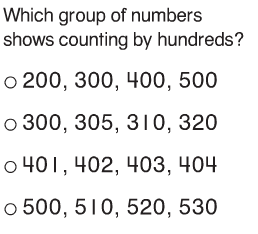 Which group of numbers
shows counting by hundreds?
200, 300, 400, 500
300, 305, 310, 320
401, 402, 403, 404
500, 510, 520, 530